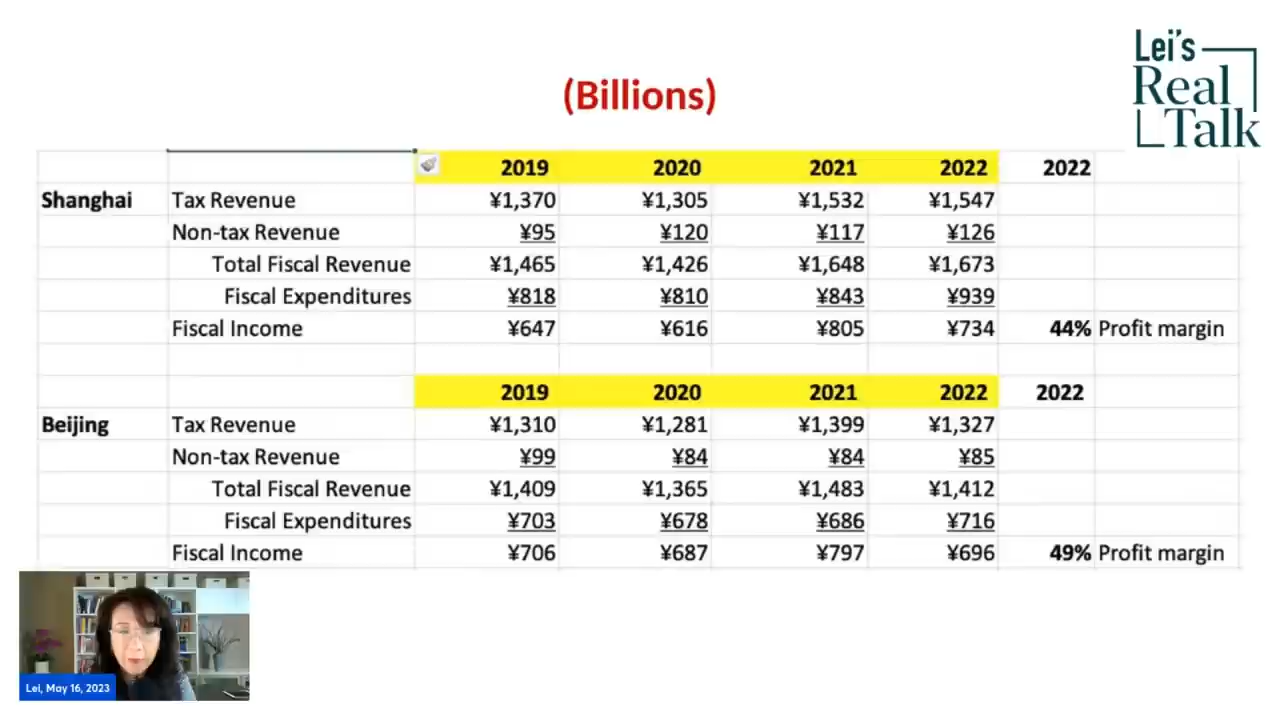 Lei's
Real
Talk
(Billions)
2019 2020 2021 2022 2022
Shanghai Tax Revenue ¥1,370 ¥1,305 ¥1,532 ¥1,547
Non-tax Revenue ¥95 ¥120 ¥117 ¥126
Total Fiscal Revenue ¥1,465 ¥1,426 ¥1,648 ¥1,673
Fiscal Expenditures ¥818 ¥810 ¥843 ¥939
Fiscal Income ¥647 ¥616 ¥805 ¥734 44% Profit margin
2019 2020 2021 2022 2022
Beijing Tax Revenue ¥1,310 ¥1,281 ¥1,399 ¥1,327
Non-tax Revenue ¥99 ¥84 ¥84 ¥85
Total Fiscal Revenue ¥1,409 ¥1,365 ¥1,483 ¥1,412
Fiscal Expenditures ¥703 ¥678 ¥686 ¥716
Fiscal Income ¥706 ¥687 ¥797 ¥696 49% Profit margin
Lei, May 16, 2023